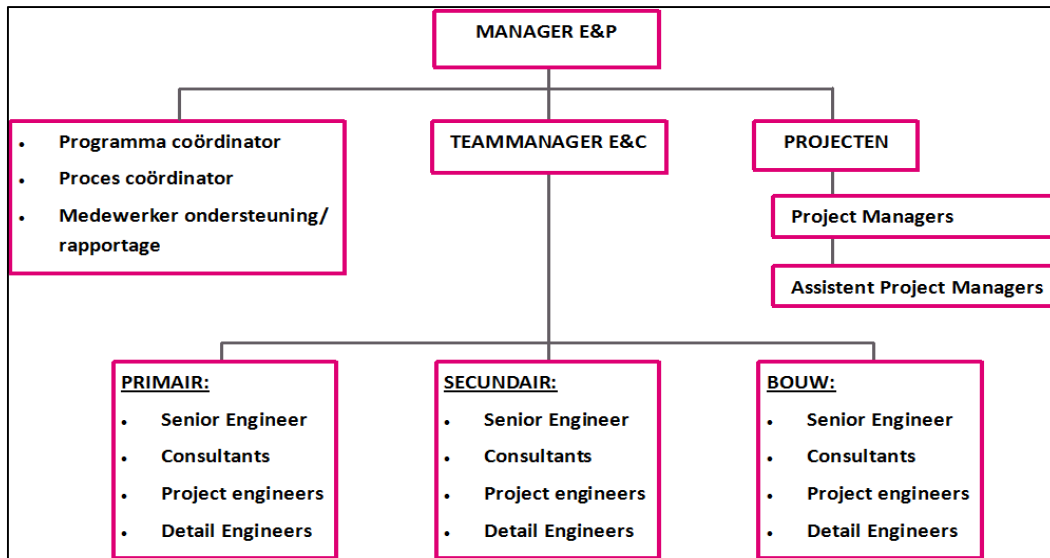 MANAGER E&P
• Programma coördinator
• Proces coördinator
• Medewerker ondersteuning/
rapportage
TEAMMANAGER E&C
PROJECTEN
Project Managers
Assistent Project Managers
PRIMAIR:
• Senior Engineer
• Consultants
• Project engineers
• Detail Engineers
SECUNDAIR:
• Senior Engineer
• Consultants
• Project engineers
• Detail Engineers
BOUW:
• Senior Engineer
• Consultants
• Project engineers
• Detail Engineers